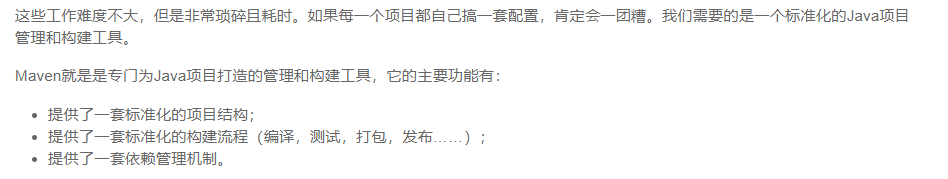 这些工作难度不大，但是非常琐碎且耗时。如果每一个项目都自己搞一套配置，肯定会一团糟。我们需要的是一个标准化的Java项目
管理和构建工具。
Maven就是是专门为Java项目打造的管理和构建工具，它的主要功能有：
• 提供了一套标准化的项目结构；
• 提供了一套标准化的构建流程（编译，测试，打包，发布……）；
• 提供了一套依赖管理机制。